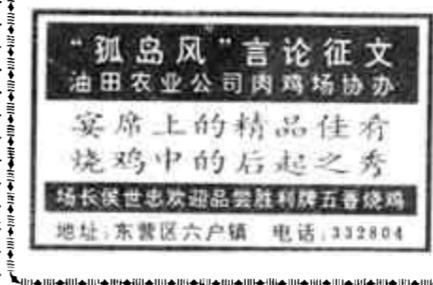 “孤岛风”言论征文
油田农业公司肉鸡场协办
宴席上的精品佳肴
烧鸡中的后起之秀
场长侯世忠欢迎品尝胜利牌五香烧鸡
地址:东营区六户镇 电话:332804